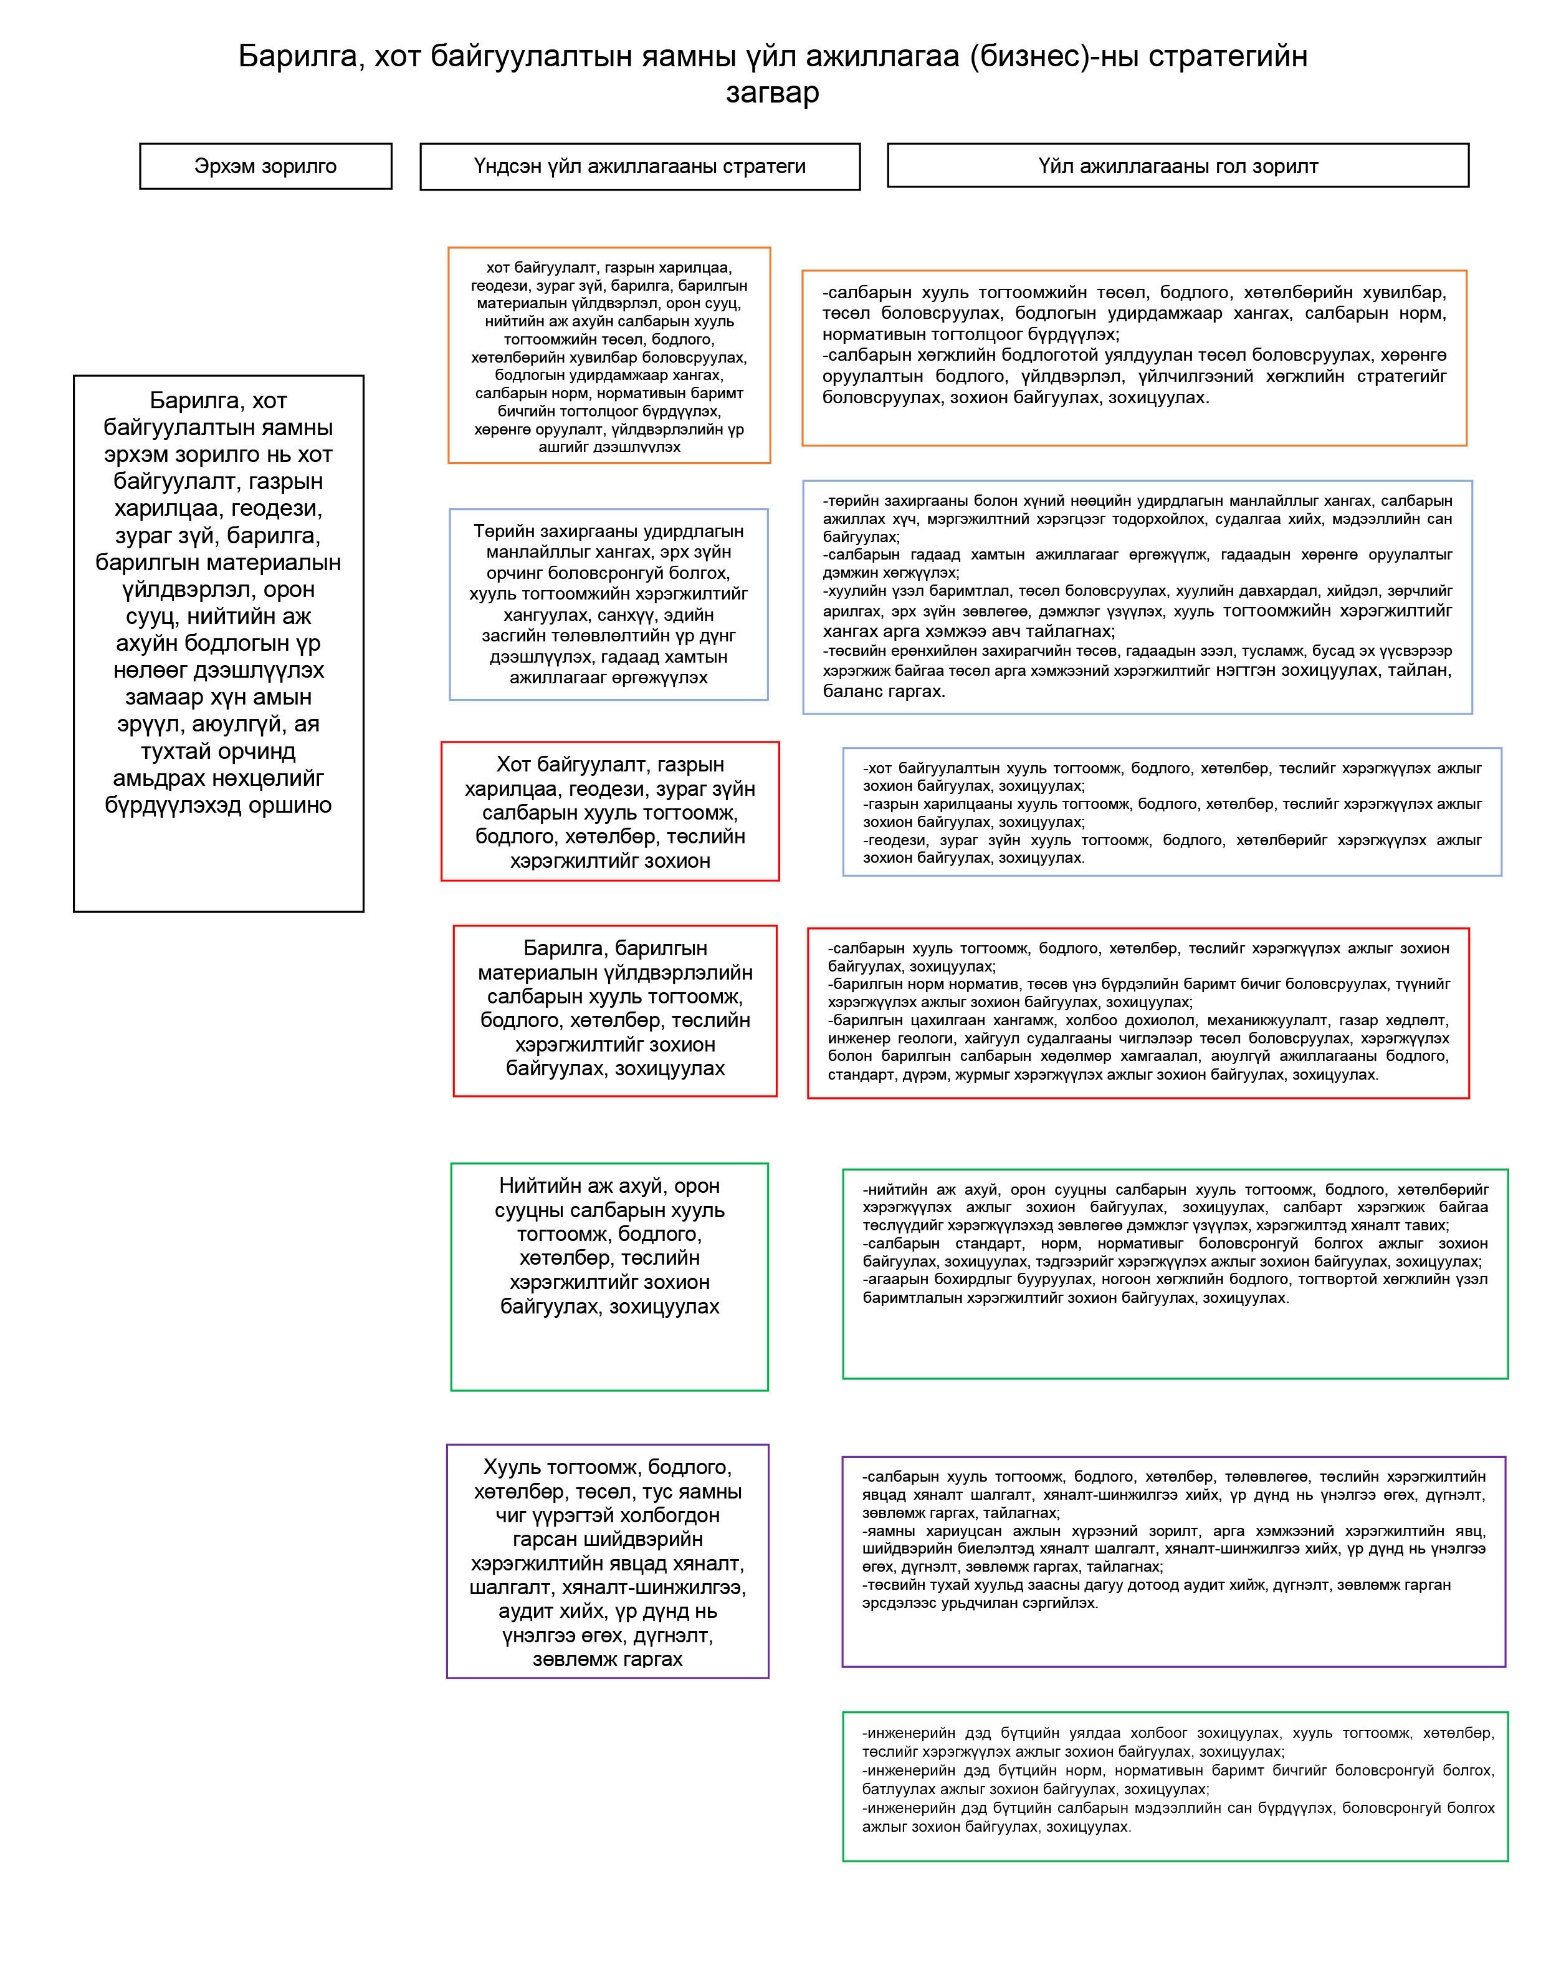 Барилга, хот байгуулалтын яамны үйл ажиллагаа (бизнес)-ны стратегийн
загвар
Эрхэм зорилго
Үндсэн үйл ажиллагааны стратеги
Үйл ажиллагааны гол зорилт
Барилга, хот
байгуулалтын яамны
эрхэм зорилго нь хот
байгуулалт, газрын
харилцаа, геодези,
зураг зүй, барилга,
барилгын материалын
үйлдвэрлэл, орон
сууц, нийтийн аж
ахуйн бодлогын үр
нөлөөг дээшлүүлэх
замаар хүн амын
эрүүл, аюулгүй, ая
тухтай орчинд
амьдрах нөхцөлийг
бүрдүүлэхэд оршино
хот байгуулалт, газрын харилцаа,
геодези, зураг зүй, барилга, барилгын
материалын үйлдвэрлэл, орон сууц,
нийтийн аж ахуйн салбарын хууль
тогтоомжийн төсөл, бодлого,
хөтөлбөрийн хувилбар боловсруулах,
бодлогын удирдамжаар хангах,
салбарын норм, нормативын баримт
бичгийн тогтолцоог бүрдүүлэх,
хөрөнгө оруулалт, үйлдвэрлэлийн үр
ашгийг дээшлүүлэх
-салбарын хууль тогтоомжийн төсөл, бодлого, хөтөлбөрийн хувилбар,
төсөл боловсруулах, бодлогын удирдамжаар хангах, салбарын норм,
нормативын тогтолцоог бүрдүүлэх;
-салбарын хөгжлийн бодлоготой уялдуулан төсөл боловсруулах, хөрөнгө
оруулалтын бодлого, үйлдвэрлэл, үйлчилгээний хөгжлийн стратегийг
боловсруулах, зохион байгуулах, зохицуулах.
Төрийн захиргааны удирдлагын
манлайллыг хангах, эрх зүйн
орчинг боловсронгуй болгох,
хууль тогтоомжийн хэрэгжилтийг
хангуулах, санхүү, эдийн
засгийн төлөвлөлтийн үр дүнг
дээшлүүлэх, гадаад хамтын
ажиллагааг өргөжүүлэх
-төрийн захиргааны болон хүний нөөцийн удирдлагын манлайллыг хангах, салбарын
ажиллах хүч, мэргэжилтний хэрэгцээг тодорхойлох, судалгаа хийх, мэдээллийн сан
байгуулах;
-салбарын гадаад хамтын ажиллагааг өргөжүүлж, гадаадын хөрөнгө оруулалтыг
дэмжин хөгжүүлэх;
-хуулийн үзэл баримтлал, төсөл боловсруулах, хуулийн давхардал, хийдэл, зөрчлийг
арилгах, эрх зүйн зөвлөгөө, дэмжлэг үзүүлэх, хууль тогтоомжийн хэрэгжилтийг
хангах арга хэмжээ авч тайлагнах;
-төсвийн ерөнхийлөн захирагчийн төсөв, гадаадын зээл, тусламж, бусад эх үүсвэрээр
хэрэгжиж байгаа төсөл арга хэмжээний хэрэгжилтийг нэгтгэн зохицуулах, тайлан,
баланс гаргах.
Хот байгуулалт, газрын
харилцаа, геодези, зураг зүйн
салбарын хууль тогтоомж,
бодлого, хөтөлбөр, төслийн
хэрэгжилтийг зохион
-хот байгуулалтын хууль тогтоомж, бодлого, хөтөлбөр, төслийг хэрэгжүүлэх ажлыг
зохион байгуулах, зохицуулах;
-газрын харилцааны хууль тогтоомж, бодлого, хөтөлбөр, төслийг хэрэгжүүлэх ажлыг
зохион байгуулах, зохицуулах;
-геодези, зураг зүйн хууль тогтоомж, бодлого, хөтөлбөрийг хэрэгжүүлэх ажлыг
зохион байгуулах, зохицуулах.
Барилга, барилгын
материалын үйлдвэрлэлийн
салбарын хууль тогтоомж,
бодлого, хөтөлбөр, төслийн
хэрэгжилтийг зохион
байгуулах, зохицуулах
-салбарын хууль тогтоомж, бодлого, хөтөлбөр, төслийг хэрэгжүүлэх ажлыг зохион
байгуулах, зохицуулах;
-барилгын норм норматив, төсөв үнэ бүрдэлийн баримт бичиг боловсруулах, түүнийг
хэрэгжүүлэх ажлыг зохион байгуулах, зохицуулах;
-барилгын цахилгаан хангамж, холбоо дохиолол, механикжуулалт, газар хөдлөлт,
инженер геологи, хайгуул судалгааны чиглэлээр төсөл боловсруулах, хэрэгжүүлэх
болон барилгын салбарын хөдөлмөр хамгаалал, аюулгүй ажиллагааны бодлого,
стандарт, дүрэм, журмыг хэрэгжүүлэх ажлыг зохион байгуулах, зохицуулах.
Нийтийн аж ахуй, орон
сууцны салбарын хууль
тогтоомж, бодлого,
хөтөлбөр, төслийн
хэрэгжилтийг зохион
байгуулах, зохицуулах
-нийтийн аж ахуй, орон сууцны салбарын хууль тогтоомж, бодлого, хөтөлбөрийг
хэрэгжүүлэх ажлыг зохион байгуулах, зохицуулах, салбарт хэрэгжиж байгаа
төслүүдийг хэрэгжүүлэхэд зөвлөгөө дэмжлэг үзүүлэх, хэрэгжилтэд хяналт тавих;
-салбарын стандарт, норм, нормативыг боловсронгуй болгох ажлыг зохион
байгуулах, зохицуулах, тэдгээрийг хэрэгжүүлэх ажлыг зохион байгуулах, зохицуулах;
-агаарын бохирдлыг бууруулах, ногоон хөгжлийн бодлого, тогтвортой хөгжлийн үзэл
баримтлалын хэрэгжилтийг зохион байгуулах, зохицуулах.
Хууль тогтоомж, бодлого,
хөтөлбөр, төсөл, тус яамны
чиг үүрэгтэй холбогдон
гарсан шийдвэрийн
хэрэгжилтийн явцад хяналт,
шалгалт, хяналт-шинжилгээ,
аудит хийх, үр дүнд нь
үнэлгээ өгөх, дүгнэлт,
зөвлөмж гаргах
-салбарын хууль тогтоомж, бодлого, хөтөлбөр, төлөвлөгөө, төслийн хэрэгжилтийн
явцад хяналт шалгалт, хяналт-шинжилгээ хийх, үр дүнд нь үнэлгээ өгөх, дүгнэлт,
зөвлөмж гаргах, тайлагнах;
-яамны хариуцсан ажлын хүрээний зорилт, арга хэмжээний хэрэгжилтийн явц,
шийдвэрийн биелэлтэд хяналт шалгалт, хяналт-шинжилгээ хийх, үр дүнд нь үнэлгээ
өгөх, дүгнэлт, зөвлөмж гаргах, тайлагнах;
-төсвийн тухай хуульд заасны дагуу дотоод аудит хийж, дүгнэлт, зөвлөмж гарган
эрсдэлээс урьдчилан сэргийлэх.
-инженерийн дэд бүтцийн уялдаа холбоог зохицуулах, хууль тогтоомж, хөтөлбөр,
төслийг хэрэгжүүлэх ажлыг зохион байгуулах, зохицуулах;
-инженерийн дэд бүтцийн норм, нормативын баримт бичгийг боловсронгуй болгох,
батлуулах ажлыг зохион байгуулах, зохицуулах;
-инженерийн дэд бүтцийн салбарын мэдээллийн сан бүрдүүлэх, боловсронгуй болгох
ажлыг зохион байгуулах, зохицуулах.